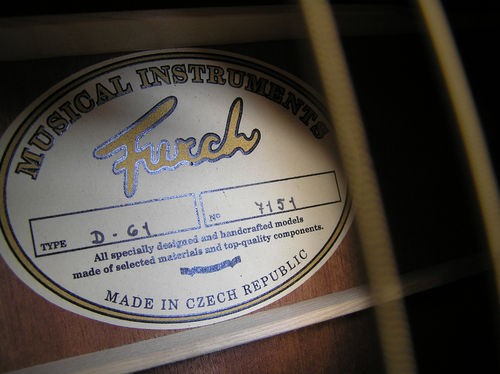 MUSICAL INSTRUMENTS
Furch
TYPE D-61 No 7151
All specially designed and handcrafted models
made of selected materials and top-quality components.
MADE IN CZECH REPUBLIC